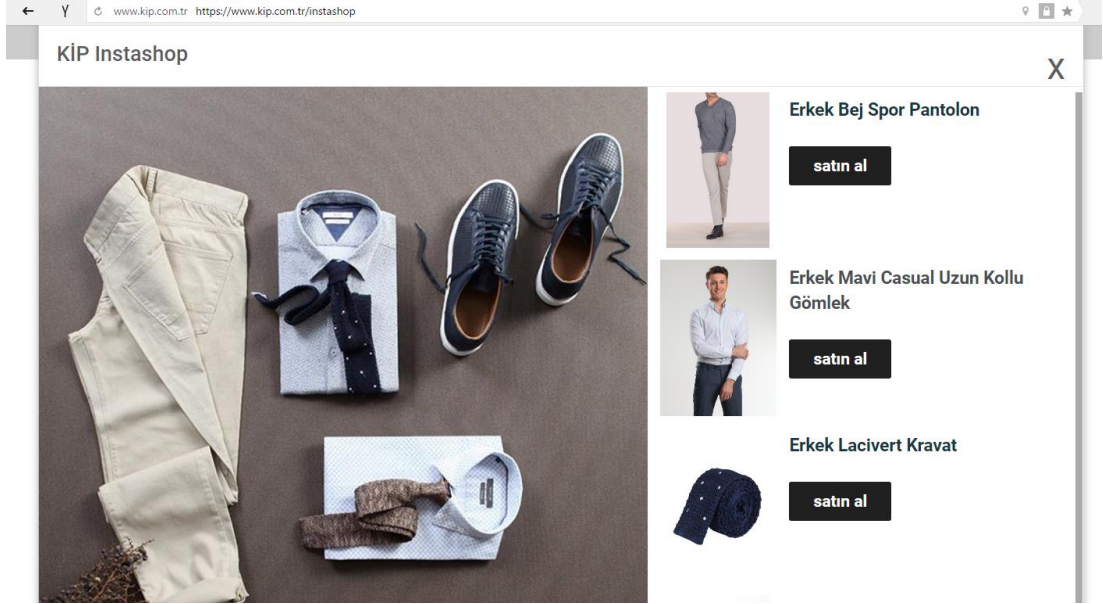 Y
www.kip.com.tr https://www.kip.com.tr/instashop
KİP Instashop
X
Erkek Bej Spor Pantolon
satın al
Erkek Mavi Casual Uzun Kollu
Gömlek
satın al
Erkek Lacivert Kravat
satın al